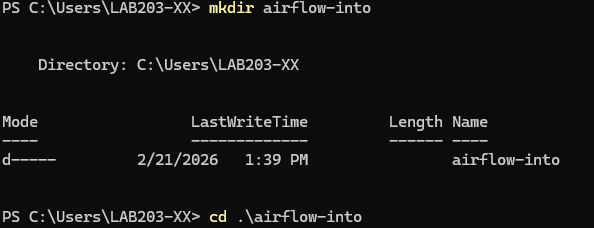 PS C:\Users\LAB203-XX> mkdir airflow-into
Directory: C:\Users\LAB203-XX
Mode LastWriteTime Length Name
---- ------------- ------ ----
d----- 2/21/2026 1:39 PM airflow-into
PS C:\Users\LAB203-XX> cd .\airflow-into